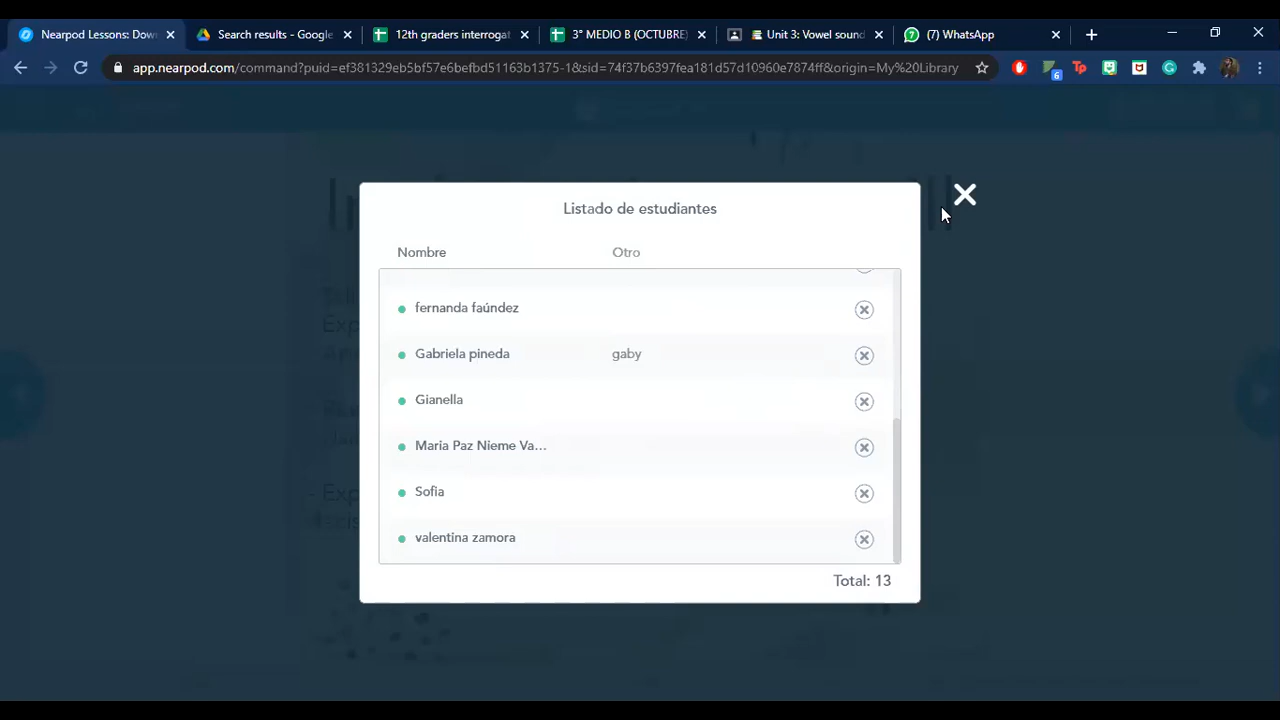 Nearpod Lessons: Dow
Search results - Google
12th graders interrogat
3° MEDIO B (OCTUBRE)
Unit 3: Vowel sound
(7) WhatsApp
app.nearpod.com/command?puid=ef381329eb5bf57e6befbd51163b1375-1&sid=74f37b6397fea181d57d10960e7874ff&origin=My%20Library
Listado de estudiantes
Nombre Otro
fernanda faúndez
Gabriela pineda gaby
Gianella
Maria Paz Nieme Va...
Sofia
valentina zamora
Total: 13